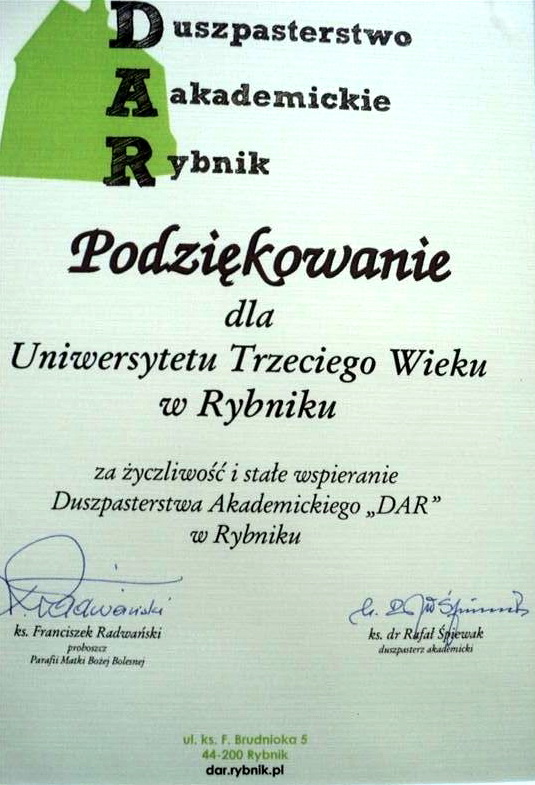 Duszpasterstwo
Akademickie
Rybnik
Podziękowanie
dla
Uniwersytetu Trzeciego Wieku
w Rybniku
za życzliwość i stałe wspieranie
Duszpasterstwa Akademickiego „DAR”
w Rybniku
ks. Franciszek Radwański
proboszcz
Parafii Matki Bożej Bolesnej
ks. dr Rafał Śpiewak
duszpasterz akademicki
ul. ks. F. Brudnioka 5
44-200 Rybnik
dar.rybnik.pl